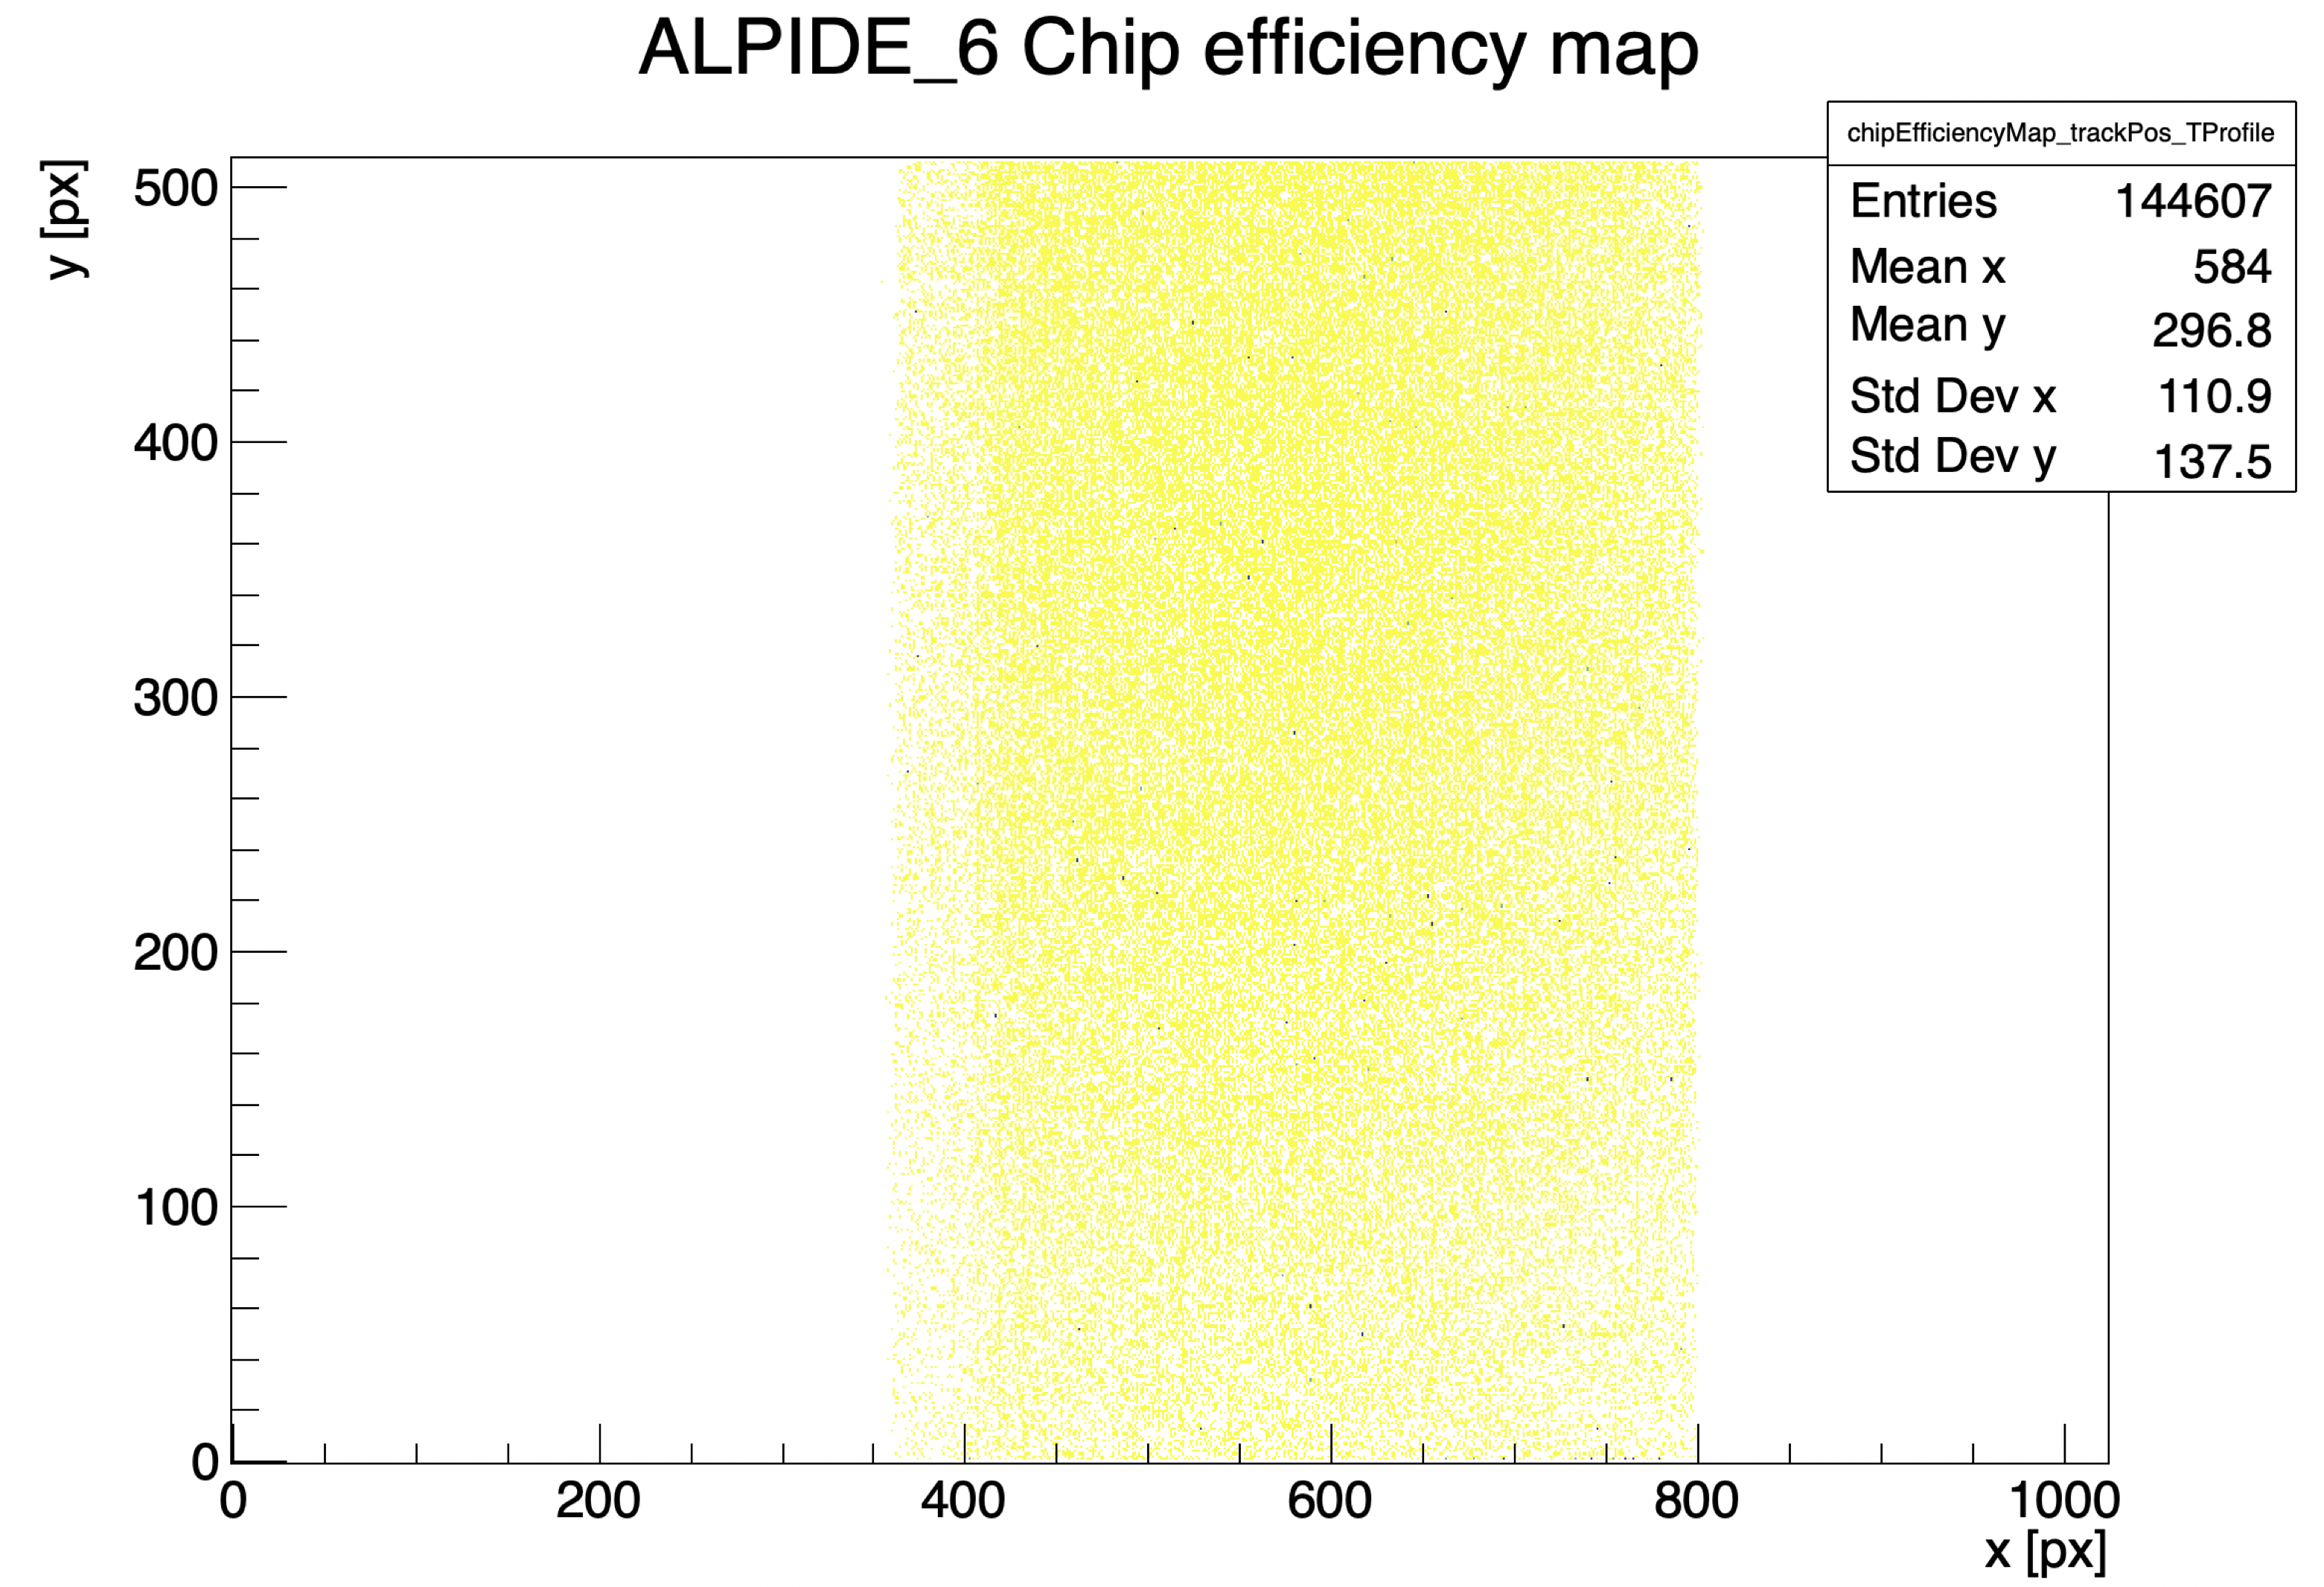 ALPIDE_6 Chip efficiency map
chipEfficiencyMap_trackPos_TProfile
Entries 144607
Mean x 584
Mean y 296.8
Std Dev x 110.9
Std Dev y 137.5
y [px]
500
400
300
200
100
0
0 200 400 600 800 1000
x [px]